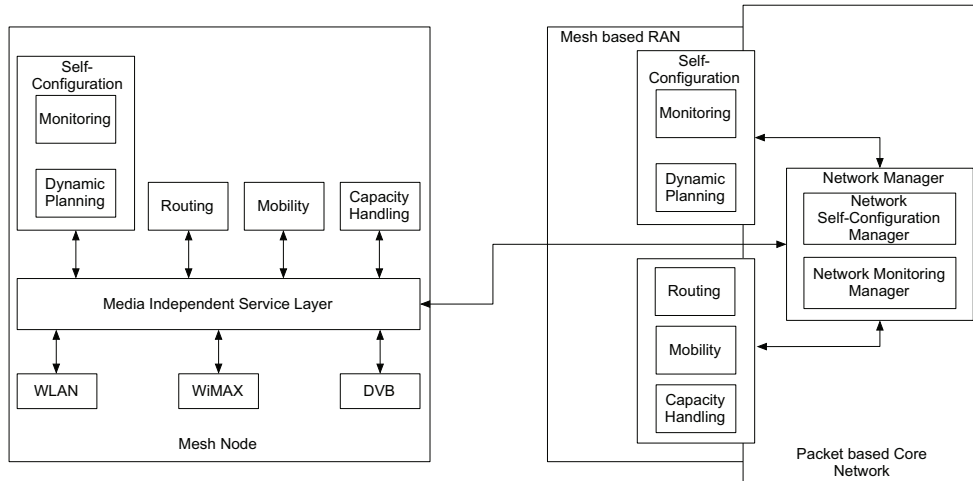 Self-
Configuration
Monitoring
Dynamic
Planning
Routing
Mobility
Capacity
Handling
Media Independent Service Layer
WLAN
WiMAX
DVB
Mesh Node
Mesh based RAN
Self-
Configuration
Monitoring
Dynamic
Planning
Routing
Mobility
Capacity
Handling
Network Manager
Network
Self-Configuration
Manager
Network Monitoring
Manager
Packet based Core
Network